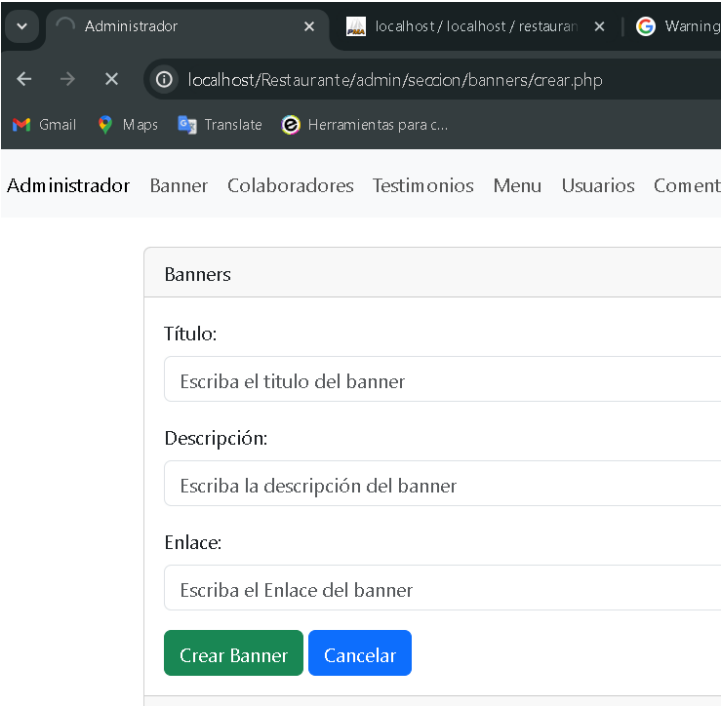 Administrador
localhost / localhost / restauran
Warning
localhost/Restaurante/admin/seccion/banners/crear.php
Gmail Maps Translate Herramientas para c...
Administrador Banner Colaboradores Testimonios Menu Usuarios Coment
Banners
Título:
Escriba el titulo del banner
Descripción:
Escriba la descripción del banner
Enlace:
Escriba el Enlace del banner
Crear Banner Cancelar